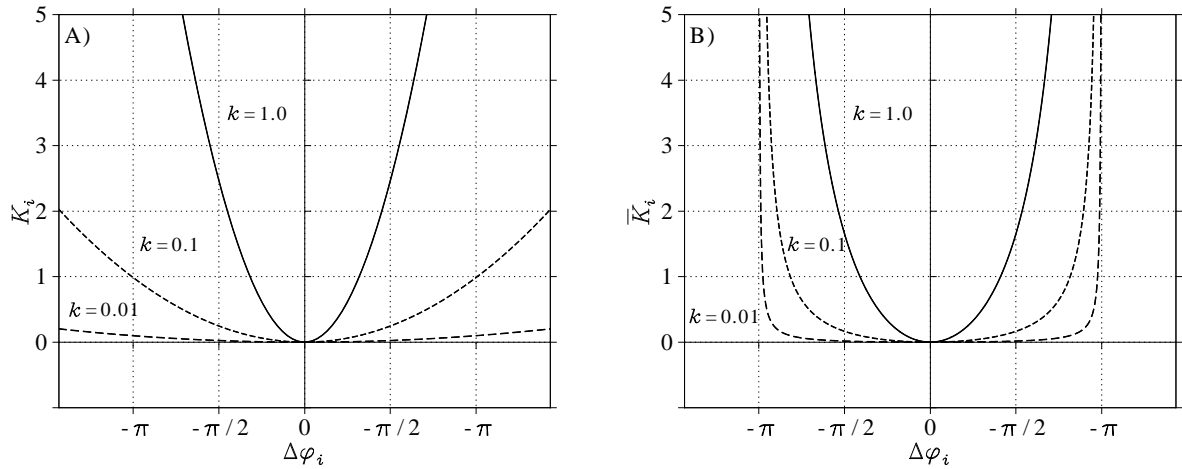 A)
5
4
3
2
1
0
K_i
k = 1.0
k = 0.1
k = 0.01
-π -π/2 0 -π/2 -π
Δφ_i
B)
5
4
3
2
1
0
K̅_i
k = 1.0
k = 0.1
k = 0.01
-π -π/2 0 -π/2 -π
Δφ_i